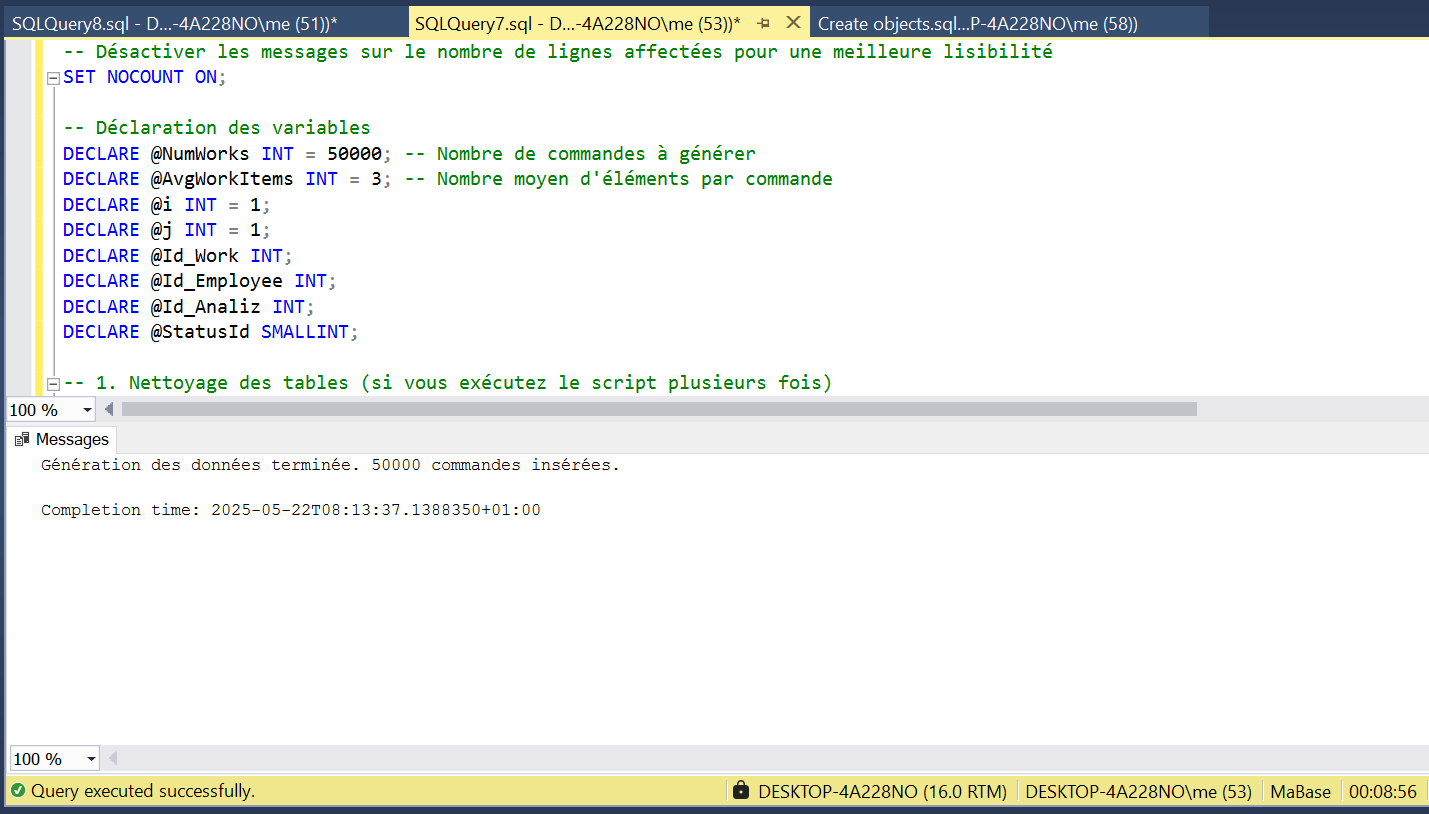 SQLQuery8.sql - D...-4A228NO\me (51))*
SQLQuery7.sql - D...-4A228NO\me (53))*
Create objects.sql...P-4A228NO\me (58))
-- Désactiver les messages sur le nombre de lignes affectées pour une meilleure lisibilité
SET NOCOUNT ON;
-- Déclaration des variables
DECLARE @NumWorks INT = 50000; -- Nombre de commandes à générer
DECLARE @AvgWorkItems INT = 3; -- Nombre moyen d'éléments par commande
DECLARE @i INT = 1;
DECLARE @j INT = 1;
DECLARE @Id_Work INT;
DECLARE @Id_Employee INT;
DECLARE @Id_Analiz INT;
DECLARE @StatusId SMALLINT;
-- 1. Nettoyage des tables (si vous exécutez le script plusieurs fois)
100 %
Messages
Génération des données terminée. 50000 commandes insérées.
Completion time: 2025-05-22T08:13:37.1388350+01:00
100 %
Query executed successfully.
DESKTOP-4A228NO (16.0 RTM)
DESKTOP-4A228NO\me (53)
MaBase
00:08:56